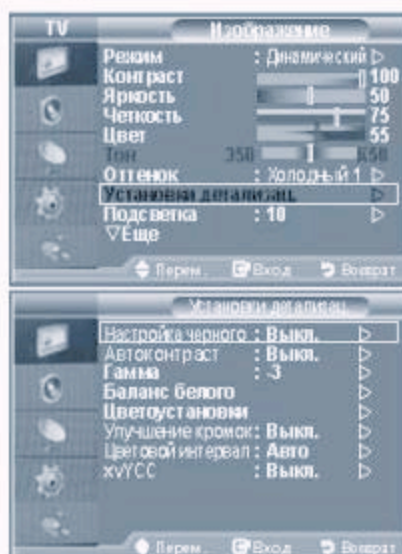 TV Изображение
Режим : Динамический
Контраст 100
Яркость 50
Четкость 75
Цвет 55
Тон З50 К50
Оттенок : Холодный 1
Установки детализац.
Подсветка : 10
▽Еще
Перем. Вход Возврат
Установки детализац.
Настройка черного : Выкл.
Автоконтраст : Выкл.
Гамма : -3
Баланс белого
Цветоустановки
Улучшение кромок: Выкл.
Цветовой интервал : Авто
xvYCC : Выкл.
Перем. Вход Возврат